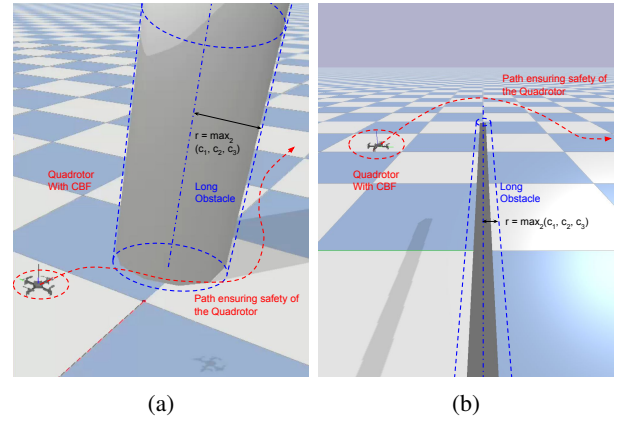 r = max₂
(c₁, c₂, c₃)
Quadrotor
With CBF
Long
Obstacle
Path ensuring safety of
the Quadrotor
(a)
Path ensuring safety of
the Quadrotor
Quadrotor
With CBF
Long
Obstacle
r = max₂(c₁, c₂, c₃)
(b)